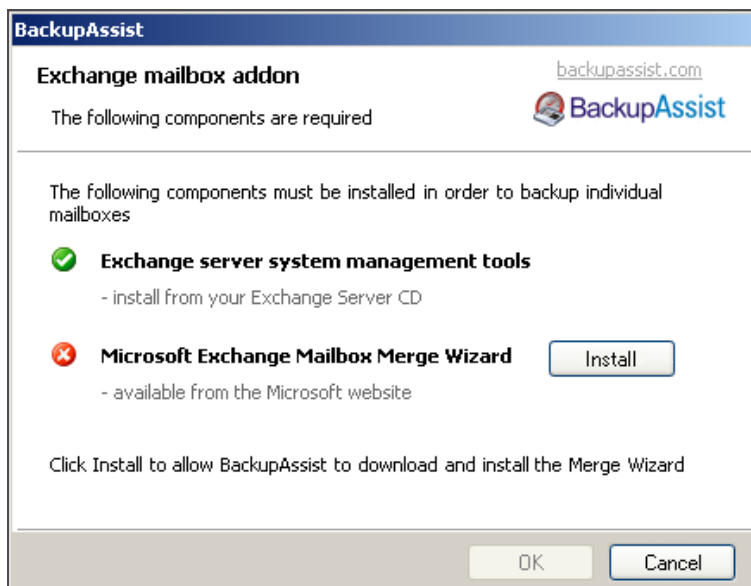 BackupAssist
Exchange mailbox addon
backupassist.com
The following components are required
BackupAssist
The following components must be installed in order to backup individual
mailboxes
Exchange server system management tools
- install from your Exchange Server CD
Microsoft Exchange Mailbox Merge Wizard
Install
- available from the Microsoft website
Click Install to allow BackupAssist to download and install the Merge Wizard
OK
Cancel